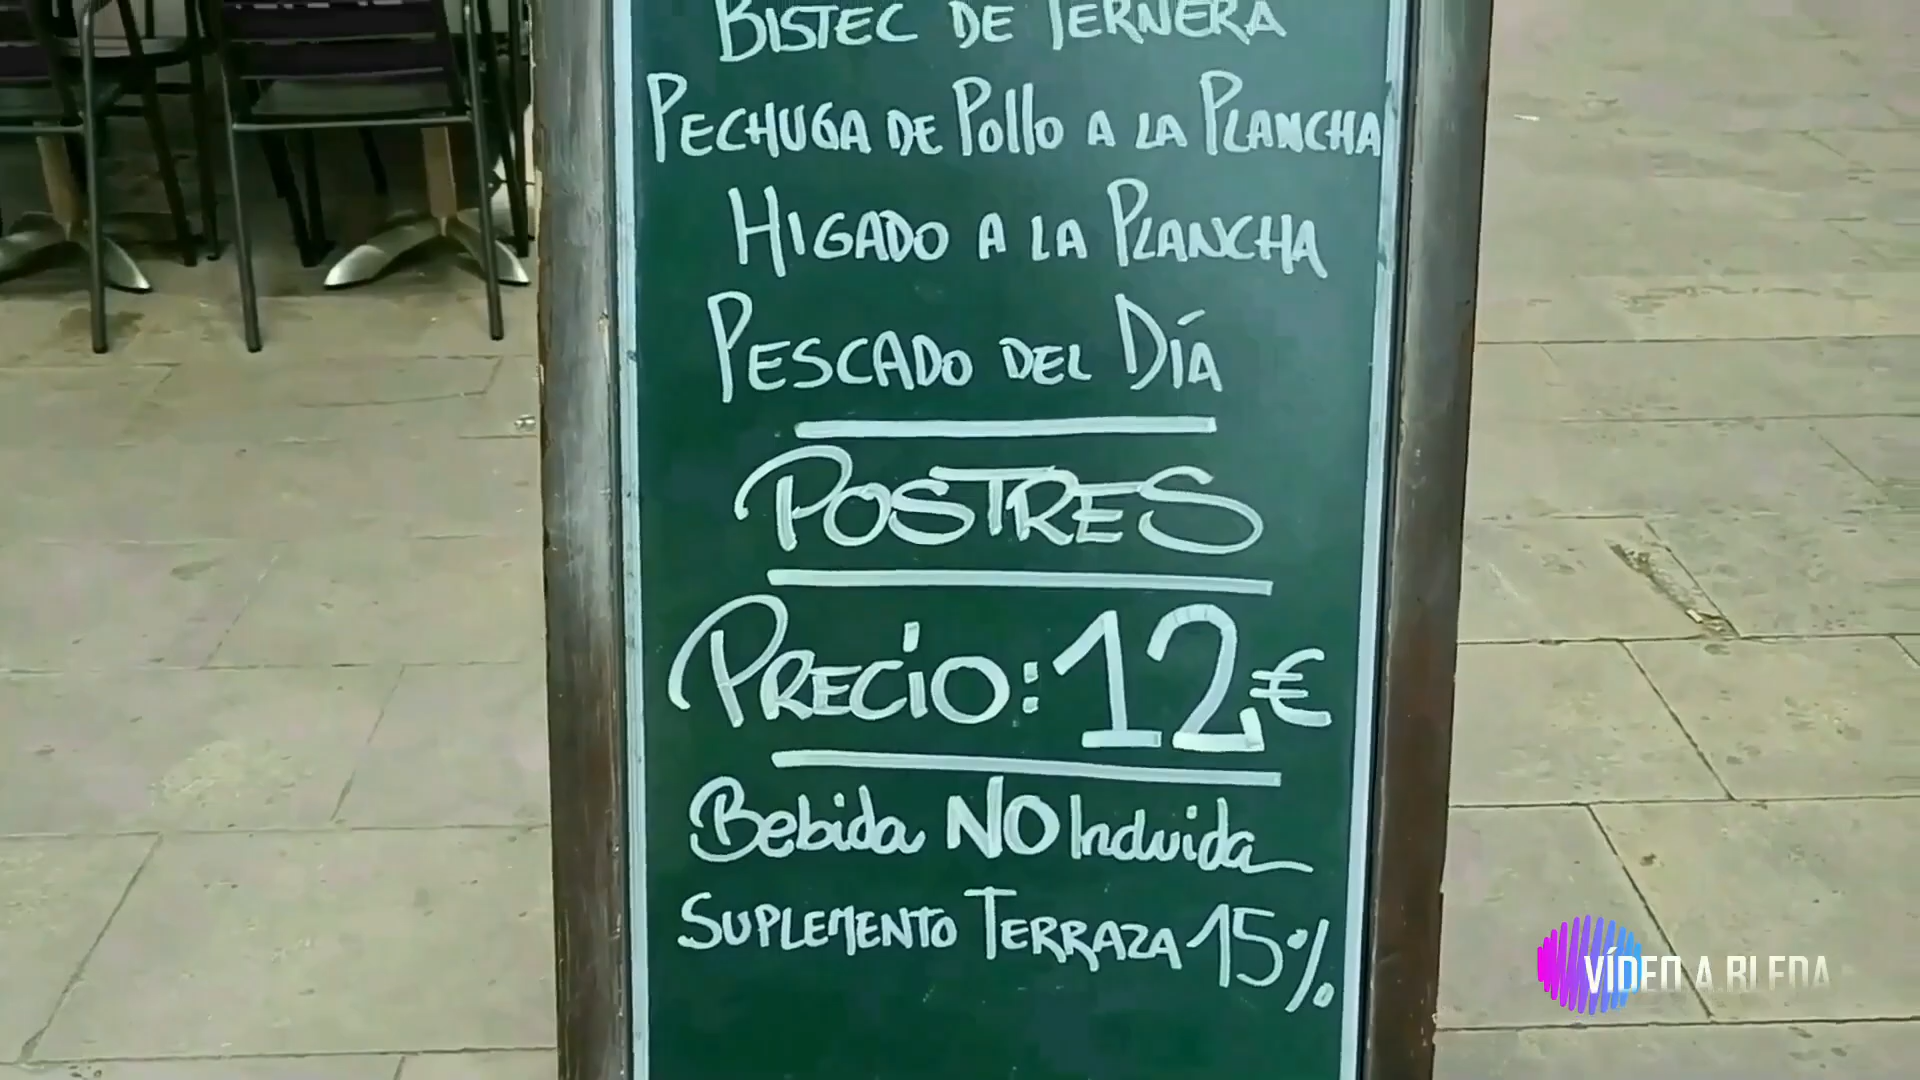 BISTEC DE TERNERA
PECHUGA DE POLLO A LA PLANCHA
HIGADO A LA PLANCHA
PESCADO DEL DÍA
POSTRES
PRECIO: 12€
Bebida NO Incluida
SUPLEMENTO TERRAZA 15%
VÍDEO A BLEDA